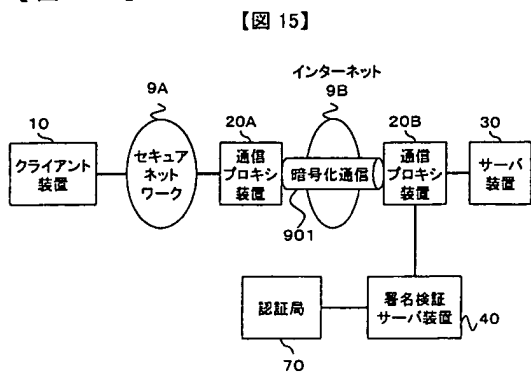 【図 15】
インターネット
9A
9B
10
20A
20B
30
クライアント
装置
セキュア
ネット
ワーク
通信
プロキシ
装置
暗号化通信
通信
プロキシ
装置
サーバ
装置
901
認証局
署名検証
サーバ装置
40
70